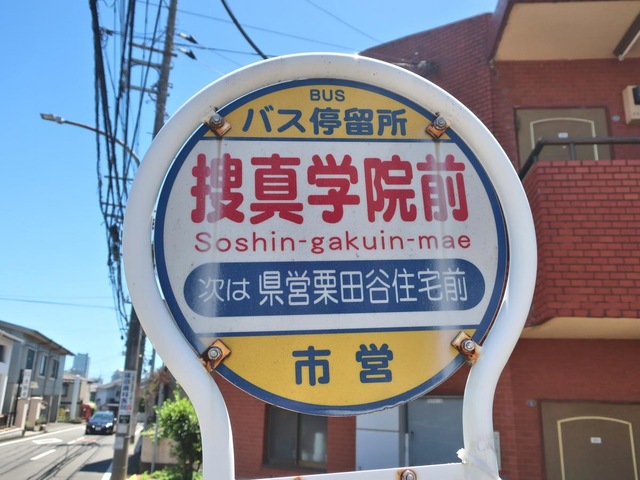 BUS
バス停留所
捜真学院前
Soshin-gakuin-mae
次は 県営栗田谷住宅前
市営